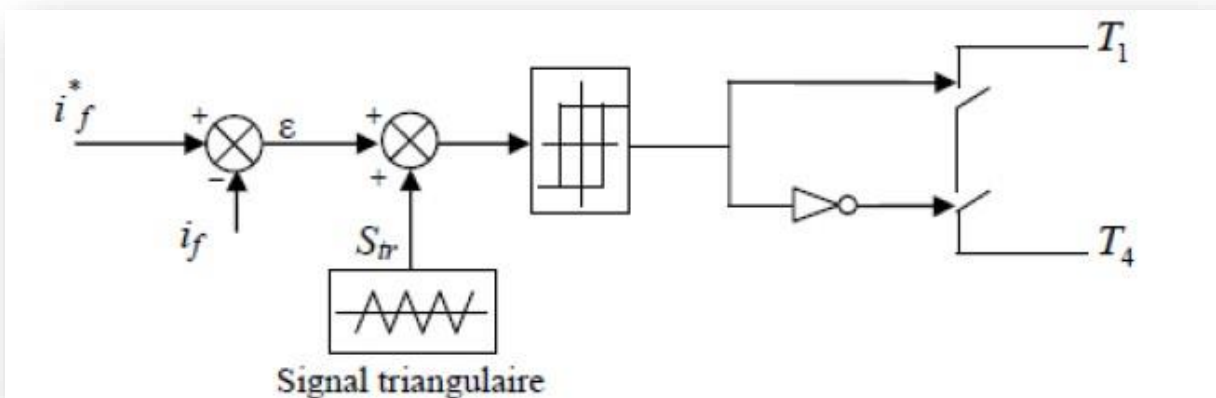 T₁
i*f
+
ε
+
−
+
if
Str
T₄
Signal triangulaire